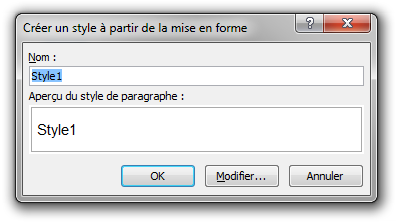 Créer un style à partir de la mise en forme
Nom :
Style1
Aperçu du style de paragraphe :
Style1
OK Modifier... Annuler